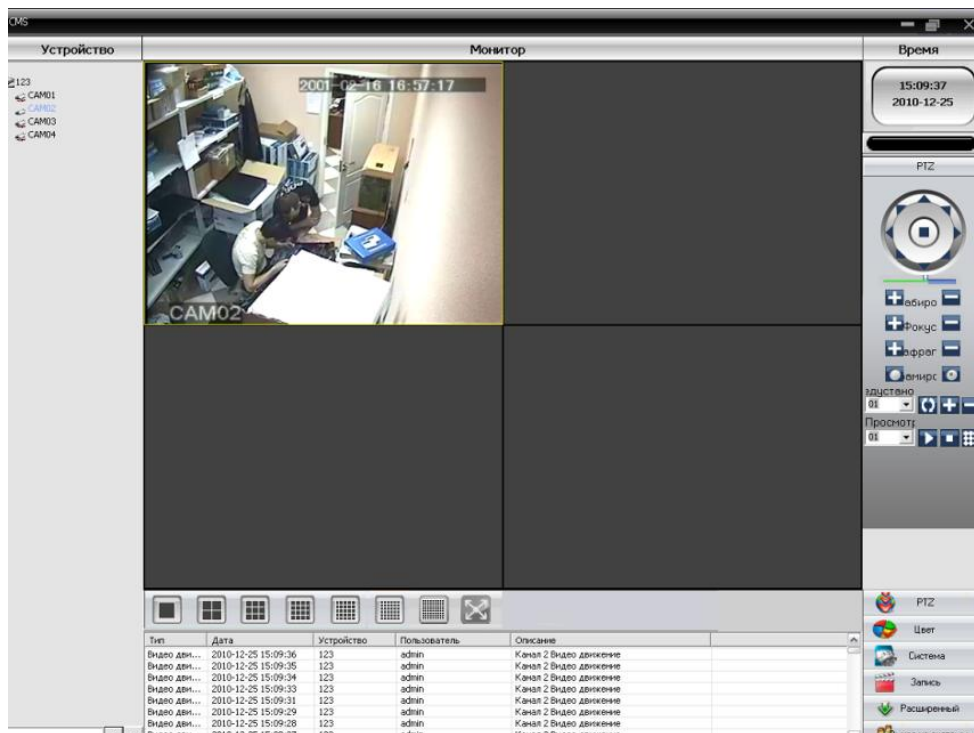 CMS
Устройство
Монитор
Время
123
CAM01
CAM02
CAM03
CAM04
2001-02-16 16:57:17
CAM02
15:09:37
2010-12-25
PTZ
абиро
Фокус
афраг
амирс
едустано
01
Просмотр
01
PTZ
Цвет
Система
Запись
Расширенный
Тип Дата Устройство Пользователь Описание
Видео дви... 2010-12-25 15:09:36 123 admin Канал 2 Видео движение
Видео дви... 2010-12-25 15:09:35 123 admin Канал 2 Видео движение
Видео дви... 2010-12-25 15:09:34 123 admin Канал 2 Видео движение
Видео дви... 2010-12-25 15:09:33 123 admin Канал 2 Видео движение
Видео дви... 2010-12-25 15:09:31 123 admin Канал 2 Видео движение
Видео дви... 2010-12-25 15:09:29 123 admin Канал 2 Видео движение
Видео дви... 2010-12-25 15:09:28 123 admin Канал 2 Видео движение